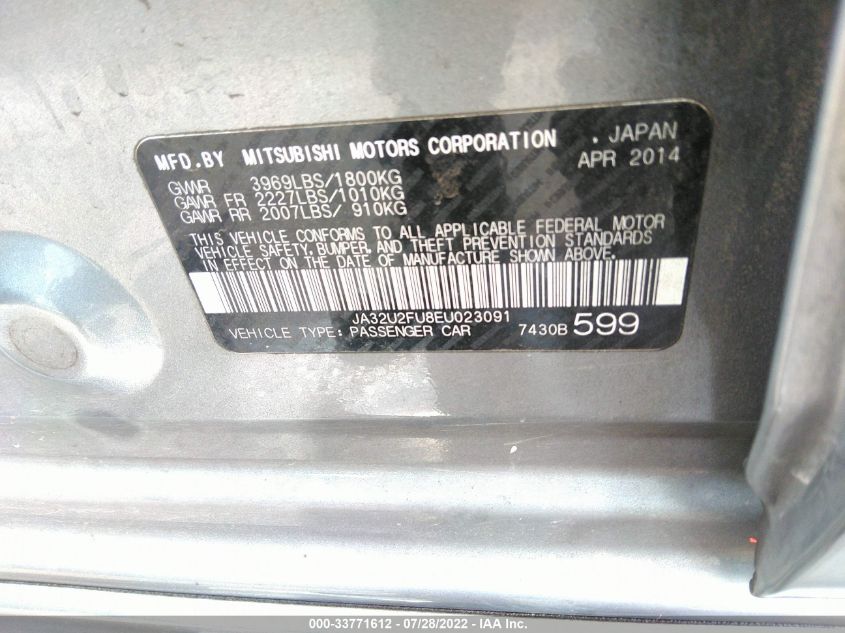 MFD.BY MITSUBISHI MOTORS CORPORATION . JAPAN
APR 2014
GVWR 3969LBS/1800KG
GAWR FR 2227LBS/1010KG
GAWR RR 2007LBS/ 910KG
THIS VEHICLE CONFORMS TO ALL APPLICABLE FEDERAL MOTOR
VEHICLE SAFETY, BUMPER, AND THEFT PREVENTION STANDARDS
IN EFFECT ON THE DATE OF MANUFACTURE SHOWN ABOVE.
JA32U2FU8EU023091
VEHICLE TYPE: PASSENGER CAR 7430B 599
000-33771612 - 07/28/2022 - IAA Inc.